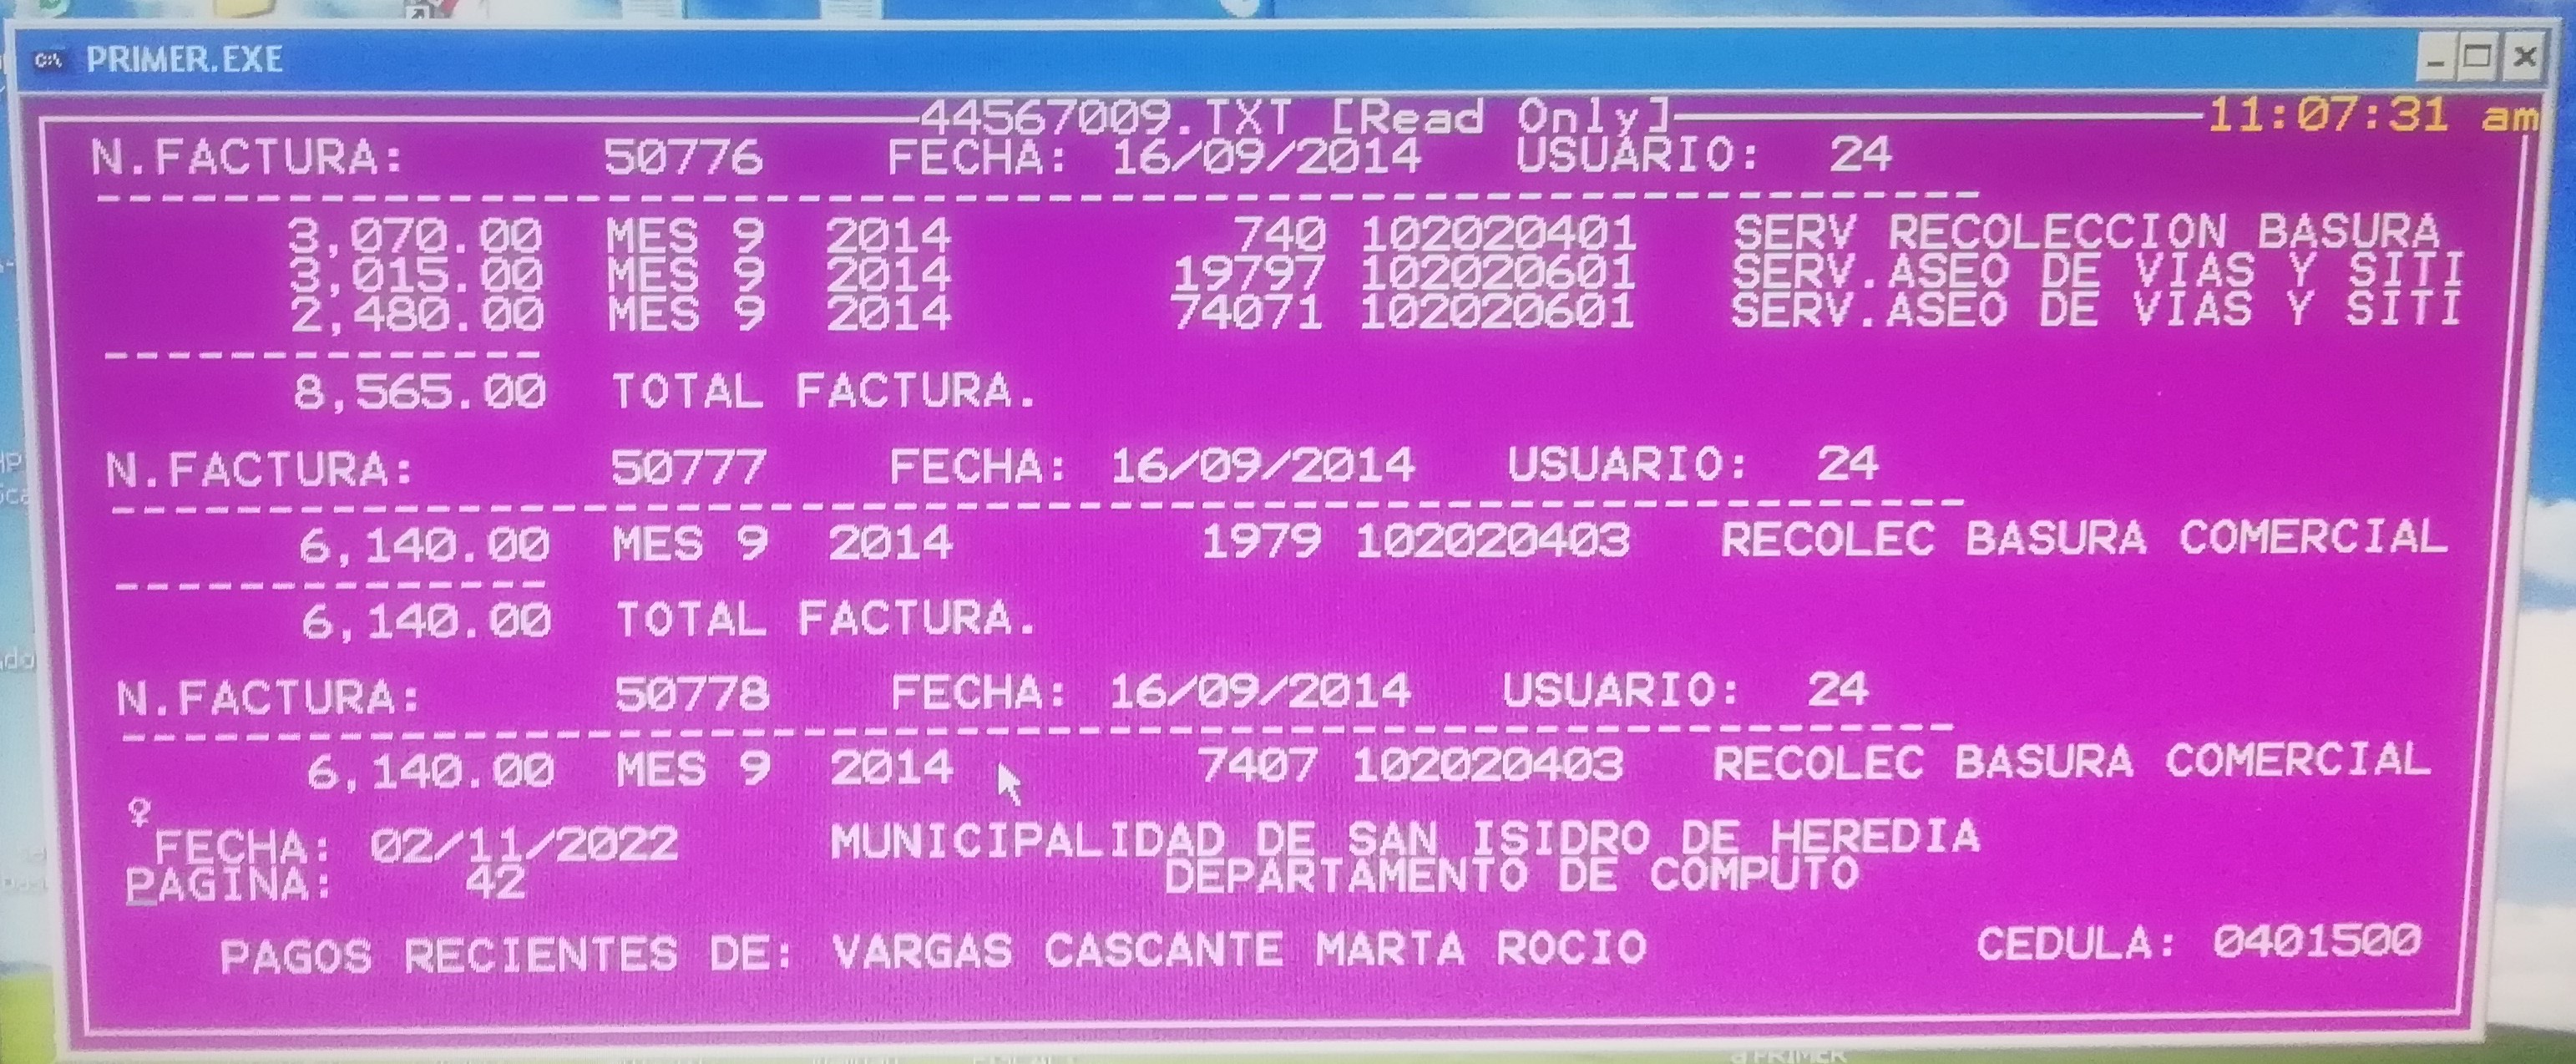 PRIMER.EXE
44567009.TXT [Read Only] 11:07:31 am
N.FACTURA: 50776 FECHA: 16/09/2014 USUARIO: 24
--------------------------------------------------------------
3,070.00 MES 9 2014 740 102020401 SERV RECOLECCION BASURA
3,015.00 MES 9 2014 19797 102020601 SERV.ASEO DE VIAS Y SITI
2,480.00 MES 9 2014 74071 102020601 SERV.ASEO DE VIAS Y SITI
--------------
8,565.00 TOTAL FACTURA.
N.FACTURA: 50777 FECHA: 16/09/2014 USUARIO: 24
--------------------------------------------------------------
6,140.00 MES 9 2014 1979 102020403 RECOLEC BASURA COMERCIAL
--------------
6,140.00 TOTAL FACTURA.
N.FACTURA: 50778 FECHA: 16/09/2014 USUARIO: 24
--------------------------------------------------------------
6,140.00 MES 9 2014 7407 102020403 RECOLEC BASURA COMERCIAL
♀
FECHA: 02/11/2022 MUNICIPALIDAD DE SAN ISIDRO DE HEREDIA
PAGINA: 42 DEPARTAMENTO DE COMPUTO
PAGOS RECIENTES DE: VARGAS CASCANTE MARTA ROCIO CEDULA: 0401500